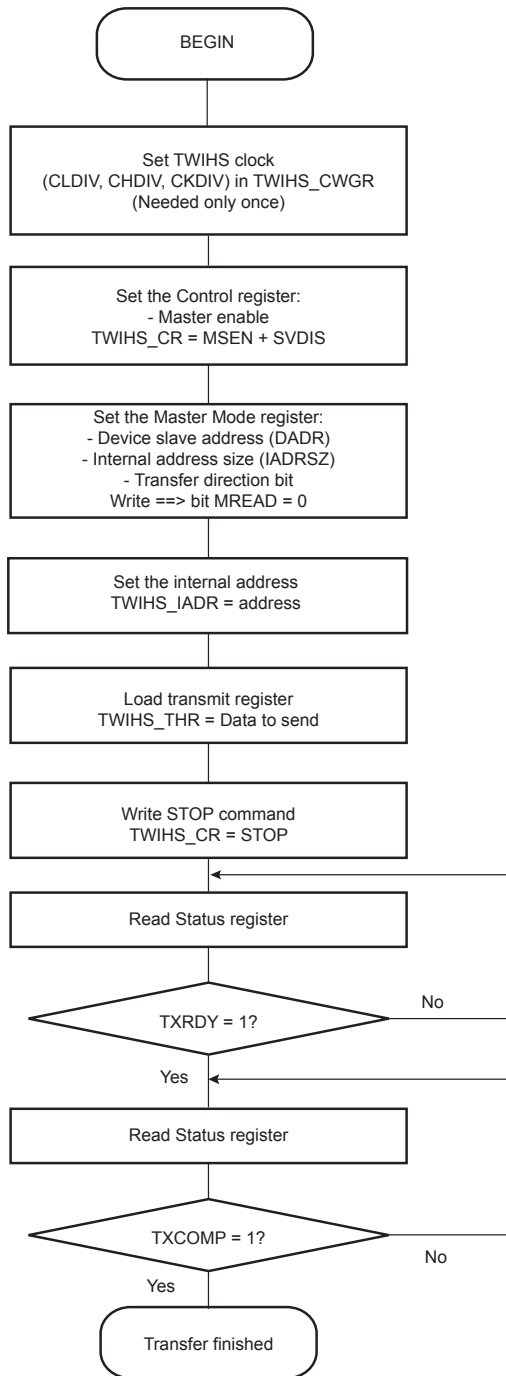 BEGIN
Set TWIHS clock
(CLDIV, CHDIV, CKDIV) in TWIHS_CWGR
(Needed only once)
Set the Control register:
- Master enable
TWIHS_CR = MSEN + SVDIS
Set the Master Mode register:
- Device slave address (DADR)
- Internal address size (IADRSZ)
- Transfer direction bit
Write ==> bit MREAD = 0
Set the internal address
TWIHS_IADR = address
Load transmit register
TWIHS_THR = Data to send
Write STOP command
TWIHS_CR = STOP
Read Status register
TXRDY = 1?
No
Yes
Read Status register
TXCOMP = 1?
No
Yes
Transfer finished